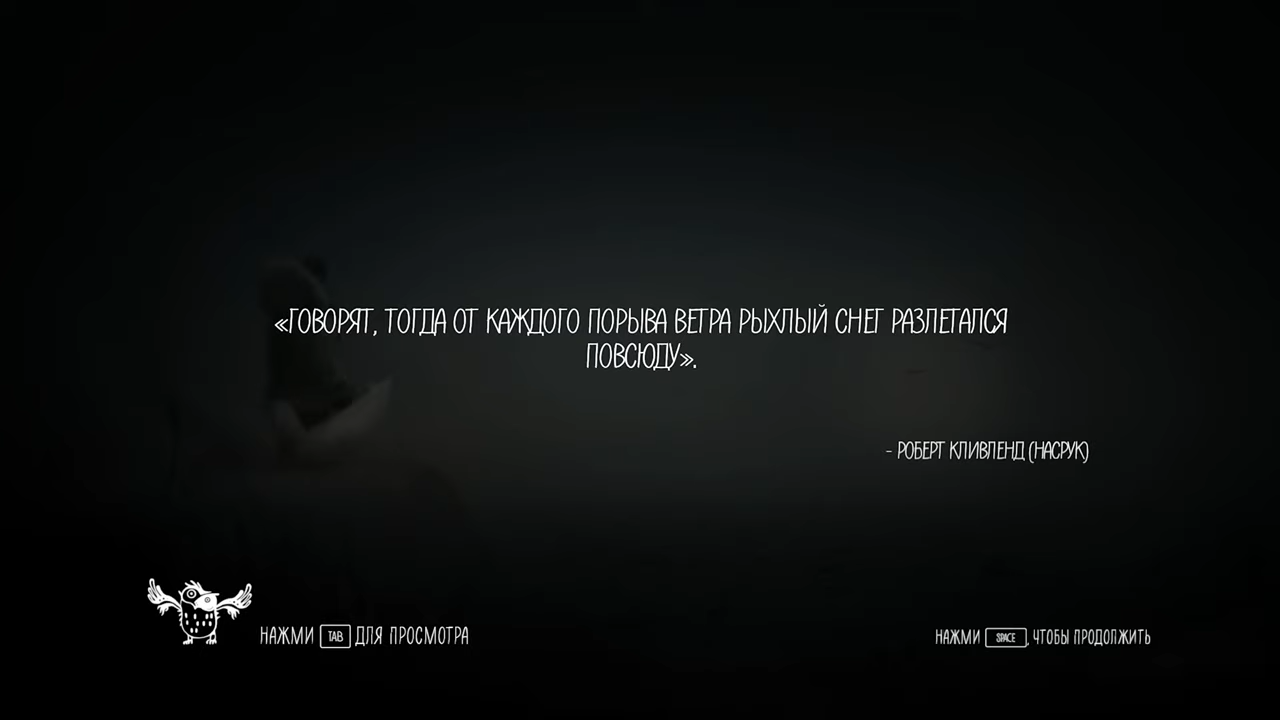 «ГОВОРЯТ, ТОГДА ОТ КАЖДОГО ПОРЫВА ВЕТРА РЫХЛЫЙ СНЕГ РАЗЛЕТАЛСЯ
ПОВСЮДУ».
- РОБЕРТ КЛИВЛЕНД (НАСРУК)
НАЖМИ TAB ДЛЯ ПРОСМОТРА
НАЖМИ SPACE, ЧТОБЫ ПРОДОЛЖИТЬ